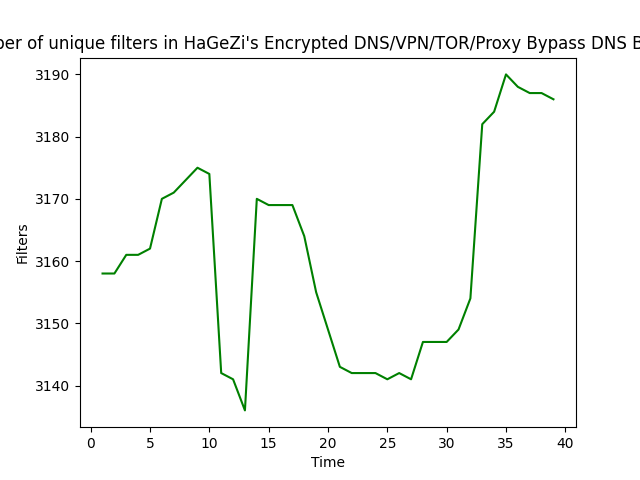 ber of unique filters in HaGeZi's Encrypted DNS/VPN/TOR/Proxy Bypass DNS B
3190
3180
3170
3160
3150
3140
Filters
0 5 10 15 20 25 30 35 40
Time